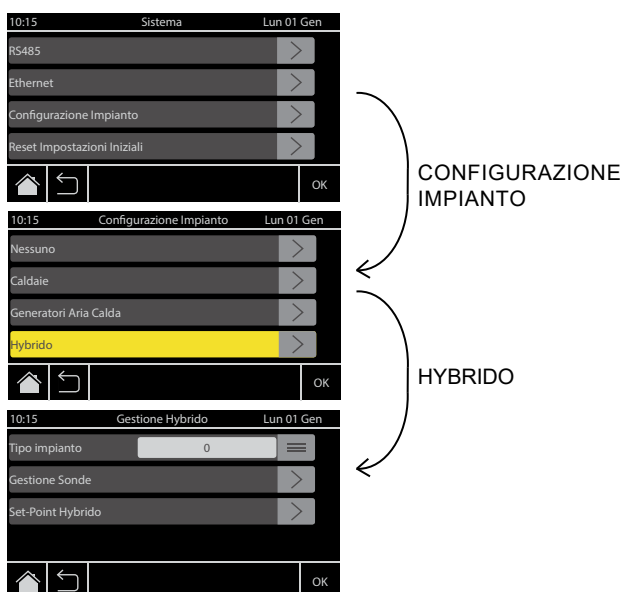 10:15 Sistema Lun 01 Gen
RS485
Ethernet
Configurazione Impianto
Reset Impostazioni Iniziali
OK
CONFIGURAZIONE
IMPIANTO
10:15 Configurazione Impianto Lun 01 Gen
Nessuno
Caldaie
Generatori Aria Calda
Hybrido
OK
HYBRIDO
10:15 Gestione Hybrido Lun 01 Gen
Tipo impianto 0
Gestione Sonde
Set-Point Hybrido
OK